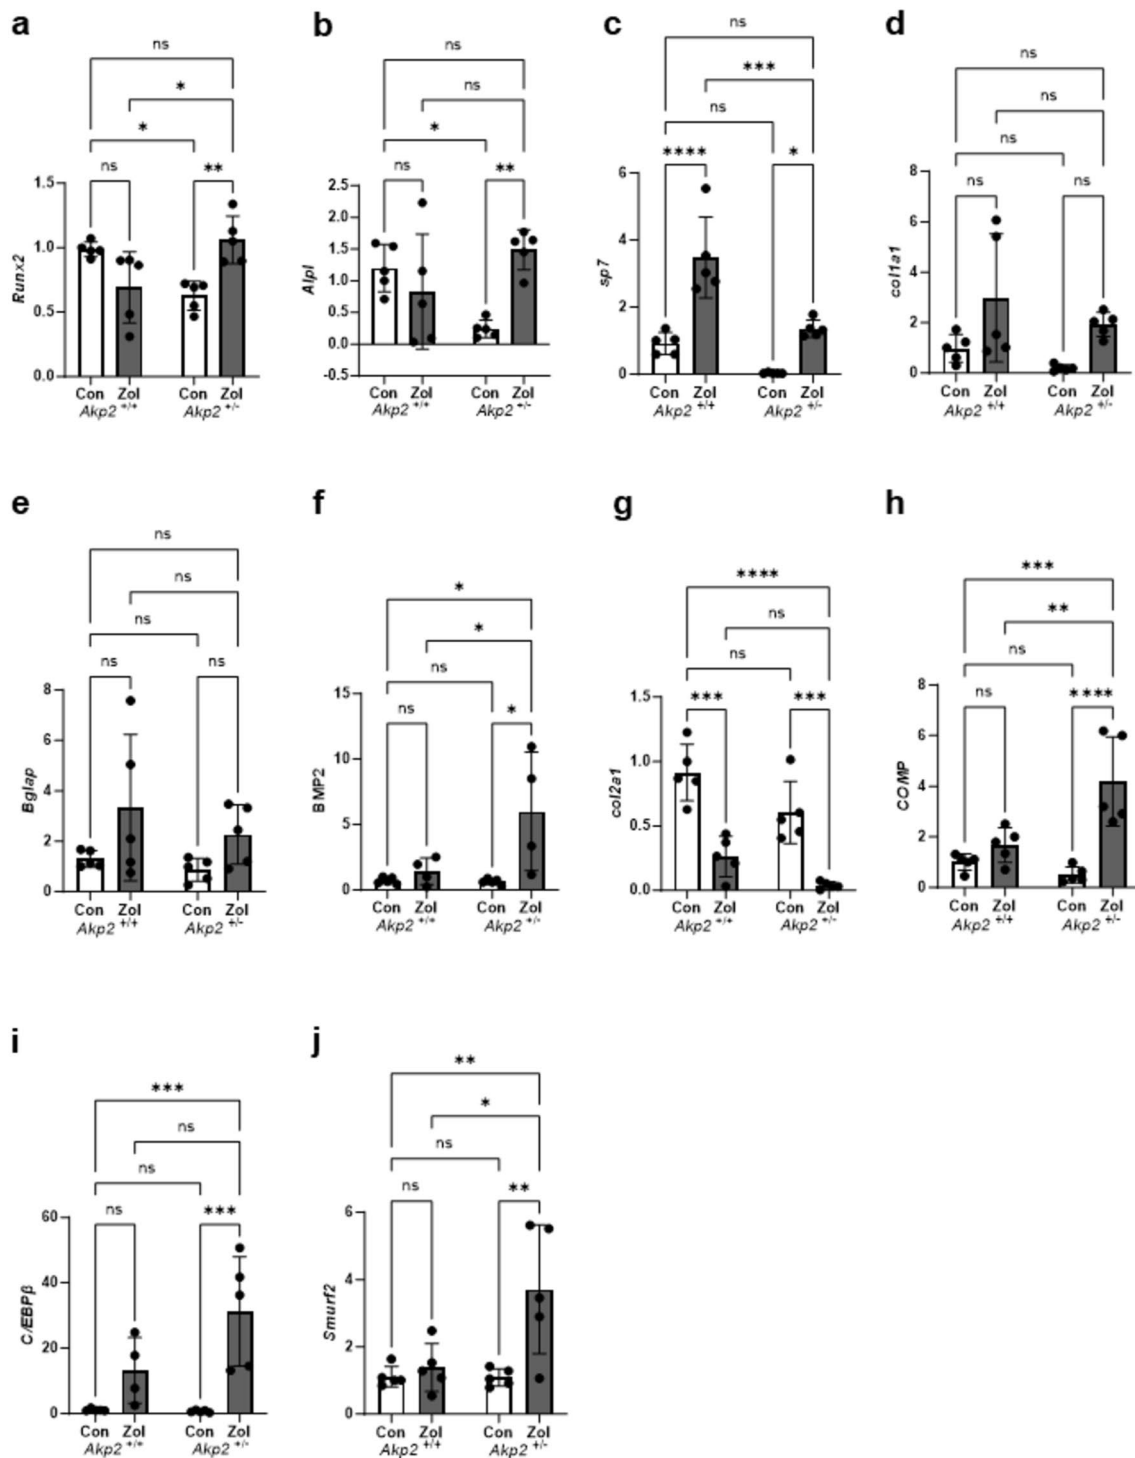 a
ns
*
*
ns
**
1.5
1.0
0.5
0.0
Runx2
Con Zol Con Zol
Akp2 +/+ Akp2 +/-
b
ns
ns
*
ns
**
2.5
2.0
1.5
1.0
0.5
0.0
-0.5
Alpl
Con Zol Con Zol
Akp2 +/+ Akp2 +/-
c
ns
***
ns
****
*
6
4
2
0
sp7
Con Zol Con Zol
Akp2 +/+ Akp2 +/-
d
ns
ns
ns
ns
ns
8
6
4
2
0
col1a1
Con Zol Con Zol
Akp2 +/+ Akp2 +/-
e
ns
ns
ns
ns
ns
8
6
4
2
0
Bglap
Con Zol Con Zol
Akp2 +/+ Akp2 +/-
f
*
*
ns
ns
*
15
10
5
0
BMP2
Con Zol Con Zol
Akp2 +/+ Akp2 +/-
g
****
ns
ns
***
***
1.5
1.0
0.5
0.0
col2a1
Con Zol Con Zol
Akp2 +/+ Akp2 +/-
h
***
**
ns
ns
****
8
6
4
2
0
COMP
Con Zol Con Zol
Akp2 +/+ Akp2 +/-
i
***
ns
ns
ns
***
60
40
20
0
C/EBPβ
Con Zol Con Zol
Akp2 +/+ Akp2 +/-
j
**
*
ns
ns
**
6
4
2
0
Smurf2
Con Zol Con Zol
Akp2 +/+ Akp2 +/-